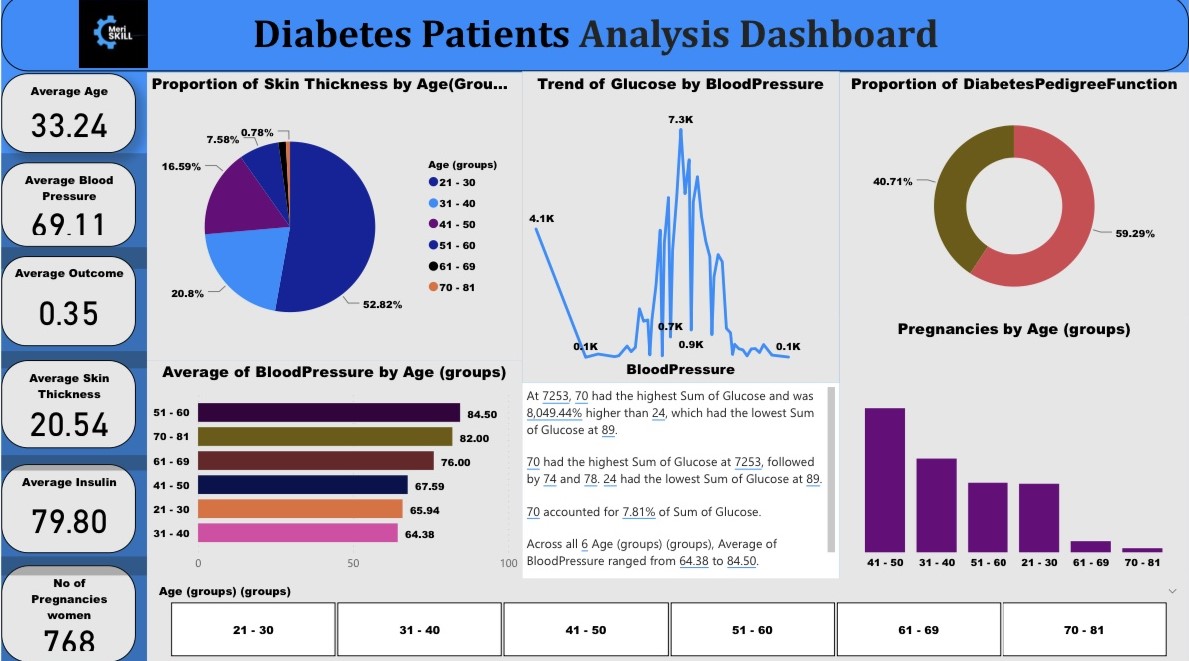 Meri
SKILL
Diabetes Patients Analysis Dashboard
Average Age
33.24
Average Blood
Pressure
69.11
Average Outcome
0.35
Average Skin
Thickness
20.54
Average Insulin
79.80
No of
Pregnancies
women
768
Proportion of Skin Thickness by Age(Grou...
0.78%
7.58%
16.59%
20.8%
52.82%
Age (groups)
21 - 30
31 - 40
41 - 50
51 - 60
61 - 69
70 - 81
Trend of Glucose by BloodPressure
7.3K
4.1K
0.7K
0.1K
0.9K
0.1K
BloodPressure
Proportion of DiabetesPedigreeFunction
40.71%
59.29%
Average of BloodPressure by Age (groups)
51 - 60 84.50
70 - 81 82.00
61 - 69 76.00
41 - 50 67.59
21 - 30 65.94
31 - 40 64.38
0 50 100
At 7253, 70 had the highest Sum of Glucose and was
8,049.44% higher than 24, which had the lowest Sum
of Glucose at 89.
70 had the highest Sum of Glucose at 7253, followed
by 74 and 78. 24 had the lowest Sum of Glucose at 89.
70 accounted for 7.81% of Sum of Glucose.
Across all 6 Age (groups) (groups), Average of
BloodPressure ranged from 64.38 to 84.50.
Pregnancies by Age (groups)
41 - 50 31 - 40 51 - 60 21 - 30 61 - 69 70 - 81
Age (groups) (groups)
21 - 30 31 - 40 41 - 50 51 - 60 61 - 69 70 - 81